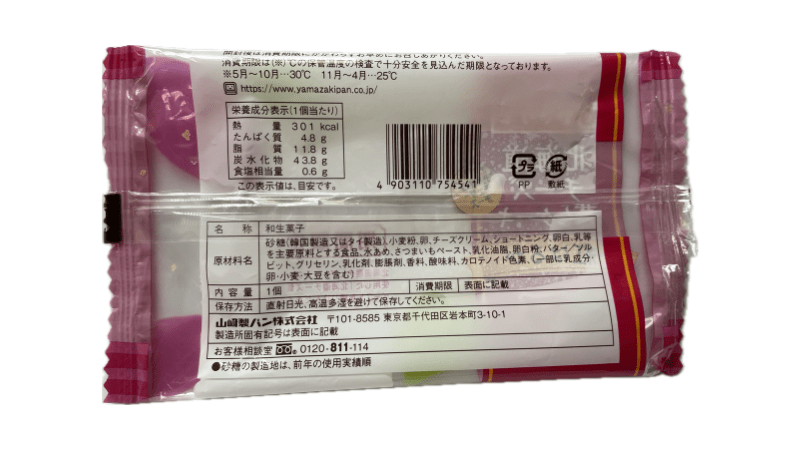 開封後は消費期限にかかわらずお早めにお召しあがりください。
消費期限は(※)℃の保管温度の検査で十分安全を見込んだ期限となっております。
※5月〜10月…30℃ 11月〜4月…25℃
https://www.yamazakipan.co.jp/
栄養成分表示(1個当たり)
熱量 301 kcal
たんぱく質 4.8 g
脂質 11.8 g
炭水化物 43.8 g
食塩相当量 0.6 g
この表示値は、目安です。
4 903110 754541
プラ
PP
紙
敷紙
名称 和生菓子
原材料名 砂糖(韓国製造又はタイ製造)、小麦粉、卵、チーズクリーム、ショートニング、卵白、乳等
を主要原料とする食品、水あめ、さつまいもペースト、乳化油脂、卵白粉、バター/ソル
ビット、グリセリン、乳化剤、膨脹剤、香料、酸味料、カロテノイド色素、(一部に乳成分・
卵・小麦・大豆を含む)
内容量 1個 消費期限 表面に記載
保存方法 直射日光、高温多湿を避けて保存してください。
山崎製パン株式会社 〒101-8585 東京都千代田区岩本町3-10-1
製造所固有記号は表面に記載
お客様相談室 0120-811-114
●砂糖の製造地は、前年の使用実績順